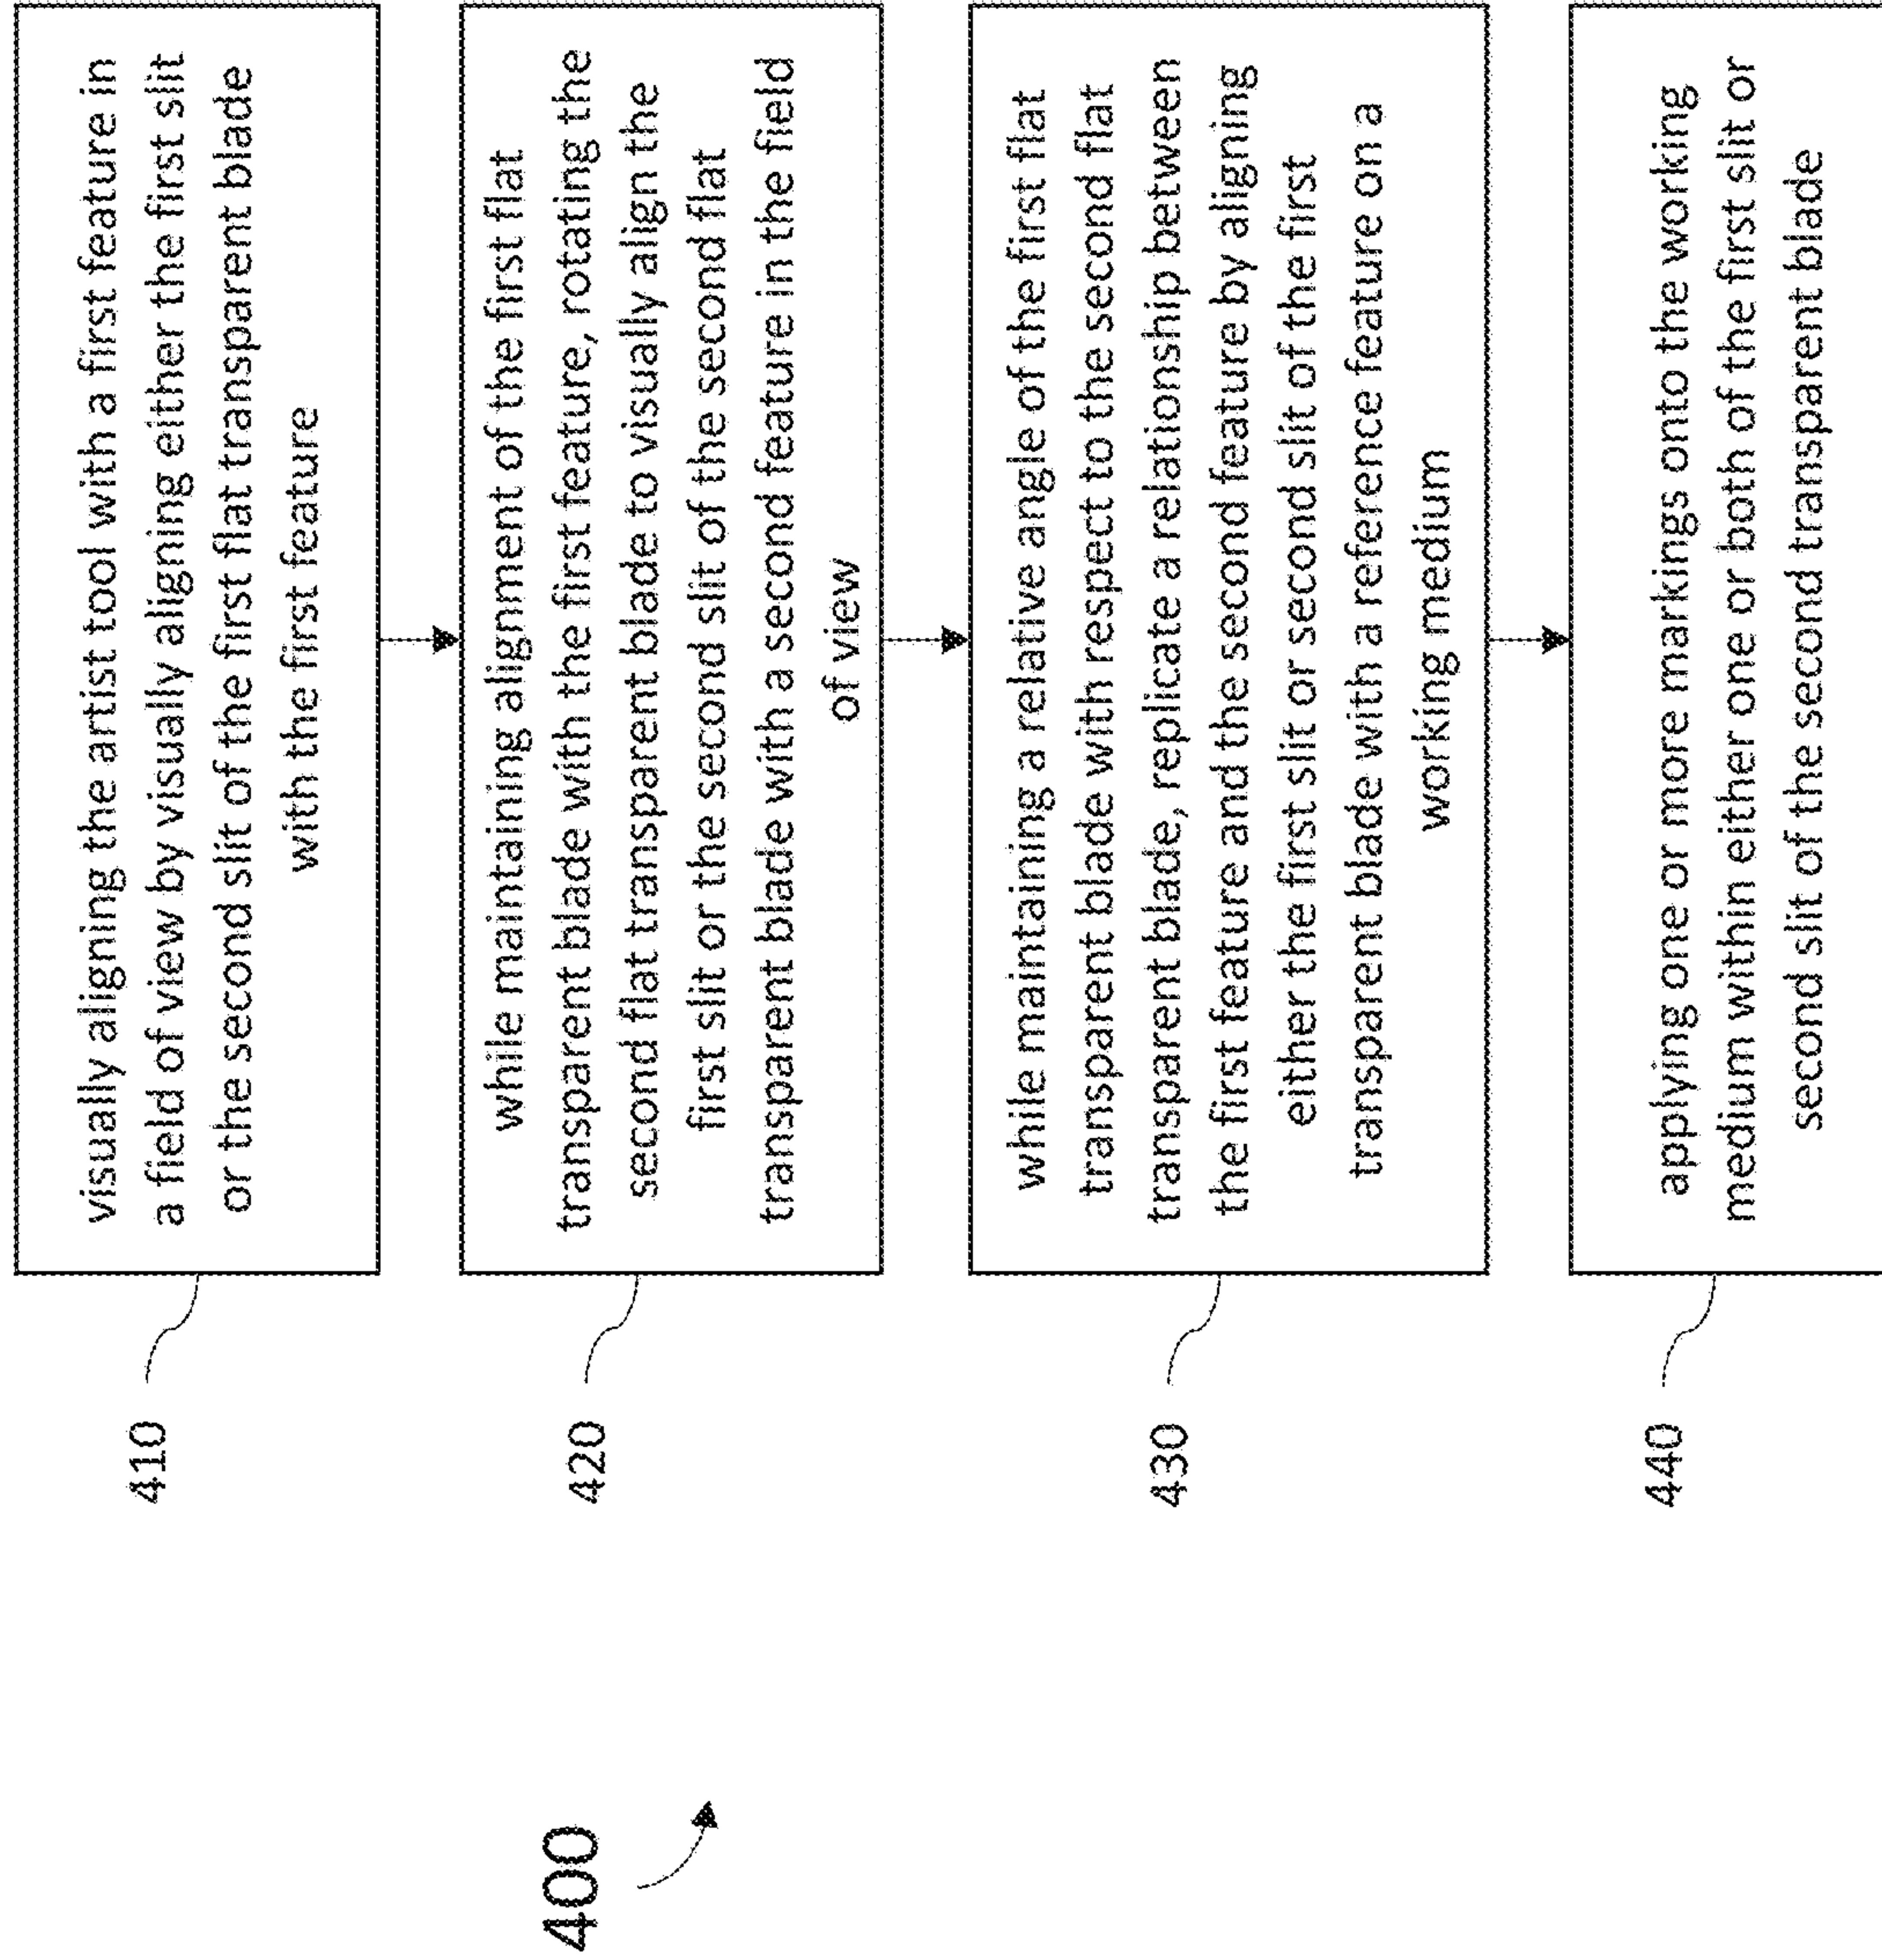 400
410
visually aligning the artist tool with a first feature in
a field of view by visually aligning either the first slit
or the second slit of the first flat transparent blade
with the first feature
420
while maintaining alignment of the first flat
transparent blade with the first feature, rotating the
second flat transparent blade to visually align the
first slit or the second slit of the second flat
transparent blade with a second feature in the field
of view
430
while maintaining a relative angle of the first flat
transparent blade with respect to the second flat
transparent blade, replicate a relationship between
the first feature and the second feature by aligning
either the first slit or second slit of the first
transparent blade with a reference feature on a
working medium
440
applying one or more markings onto the working
medium within either one or both of the first slit or
second slit of the second transparent blade